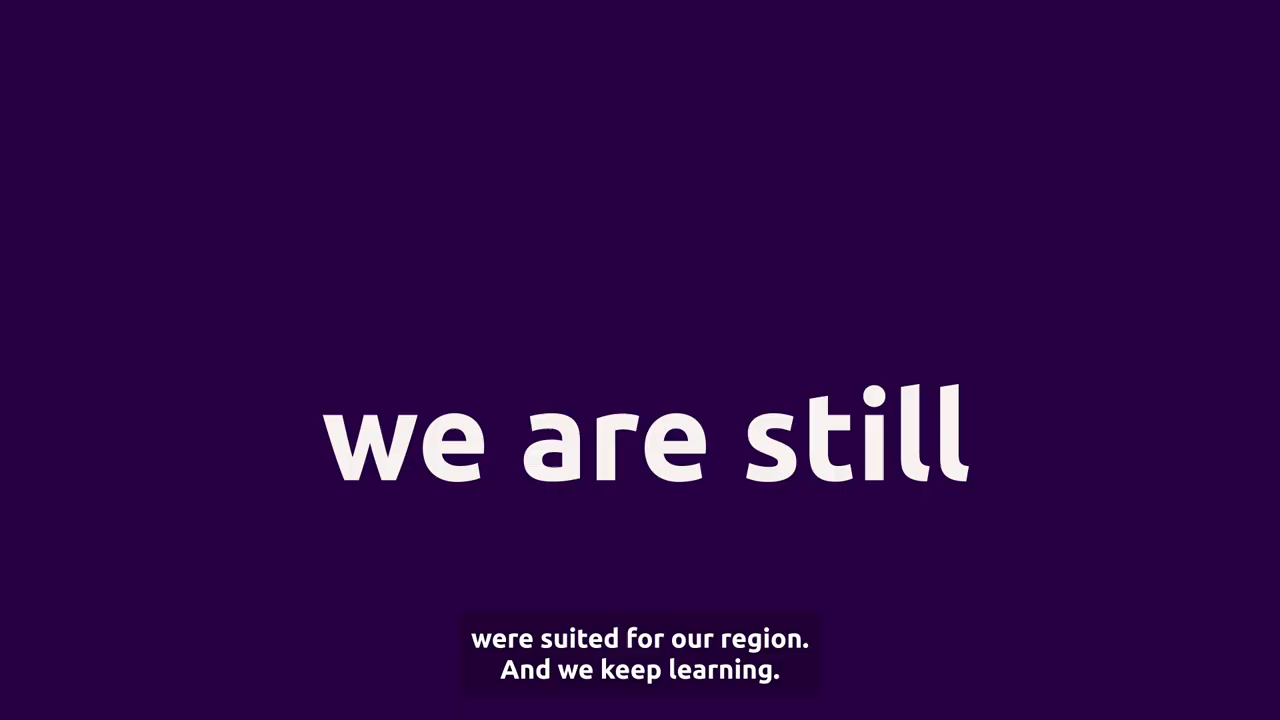 we are still
were suited for our region.
And we keep learning.